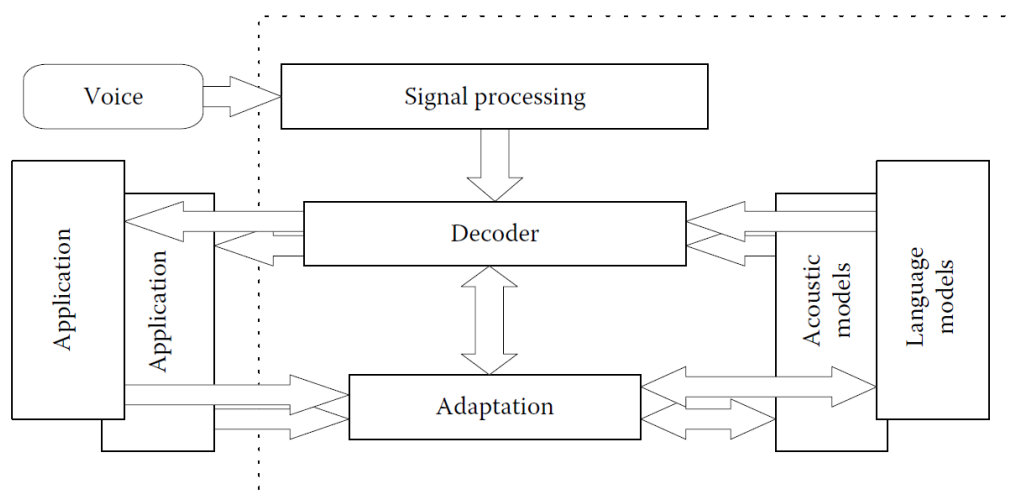 Voice
Signal processing
Decoder
Application
Application
Acoustic
models
Language
models
Adaptation